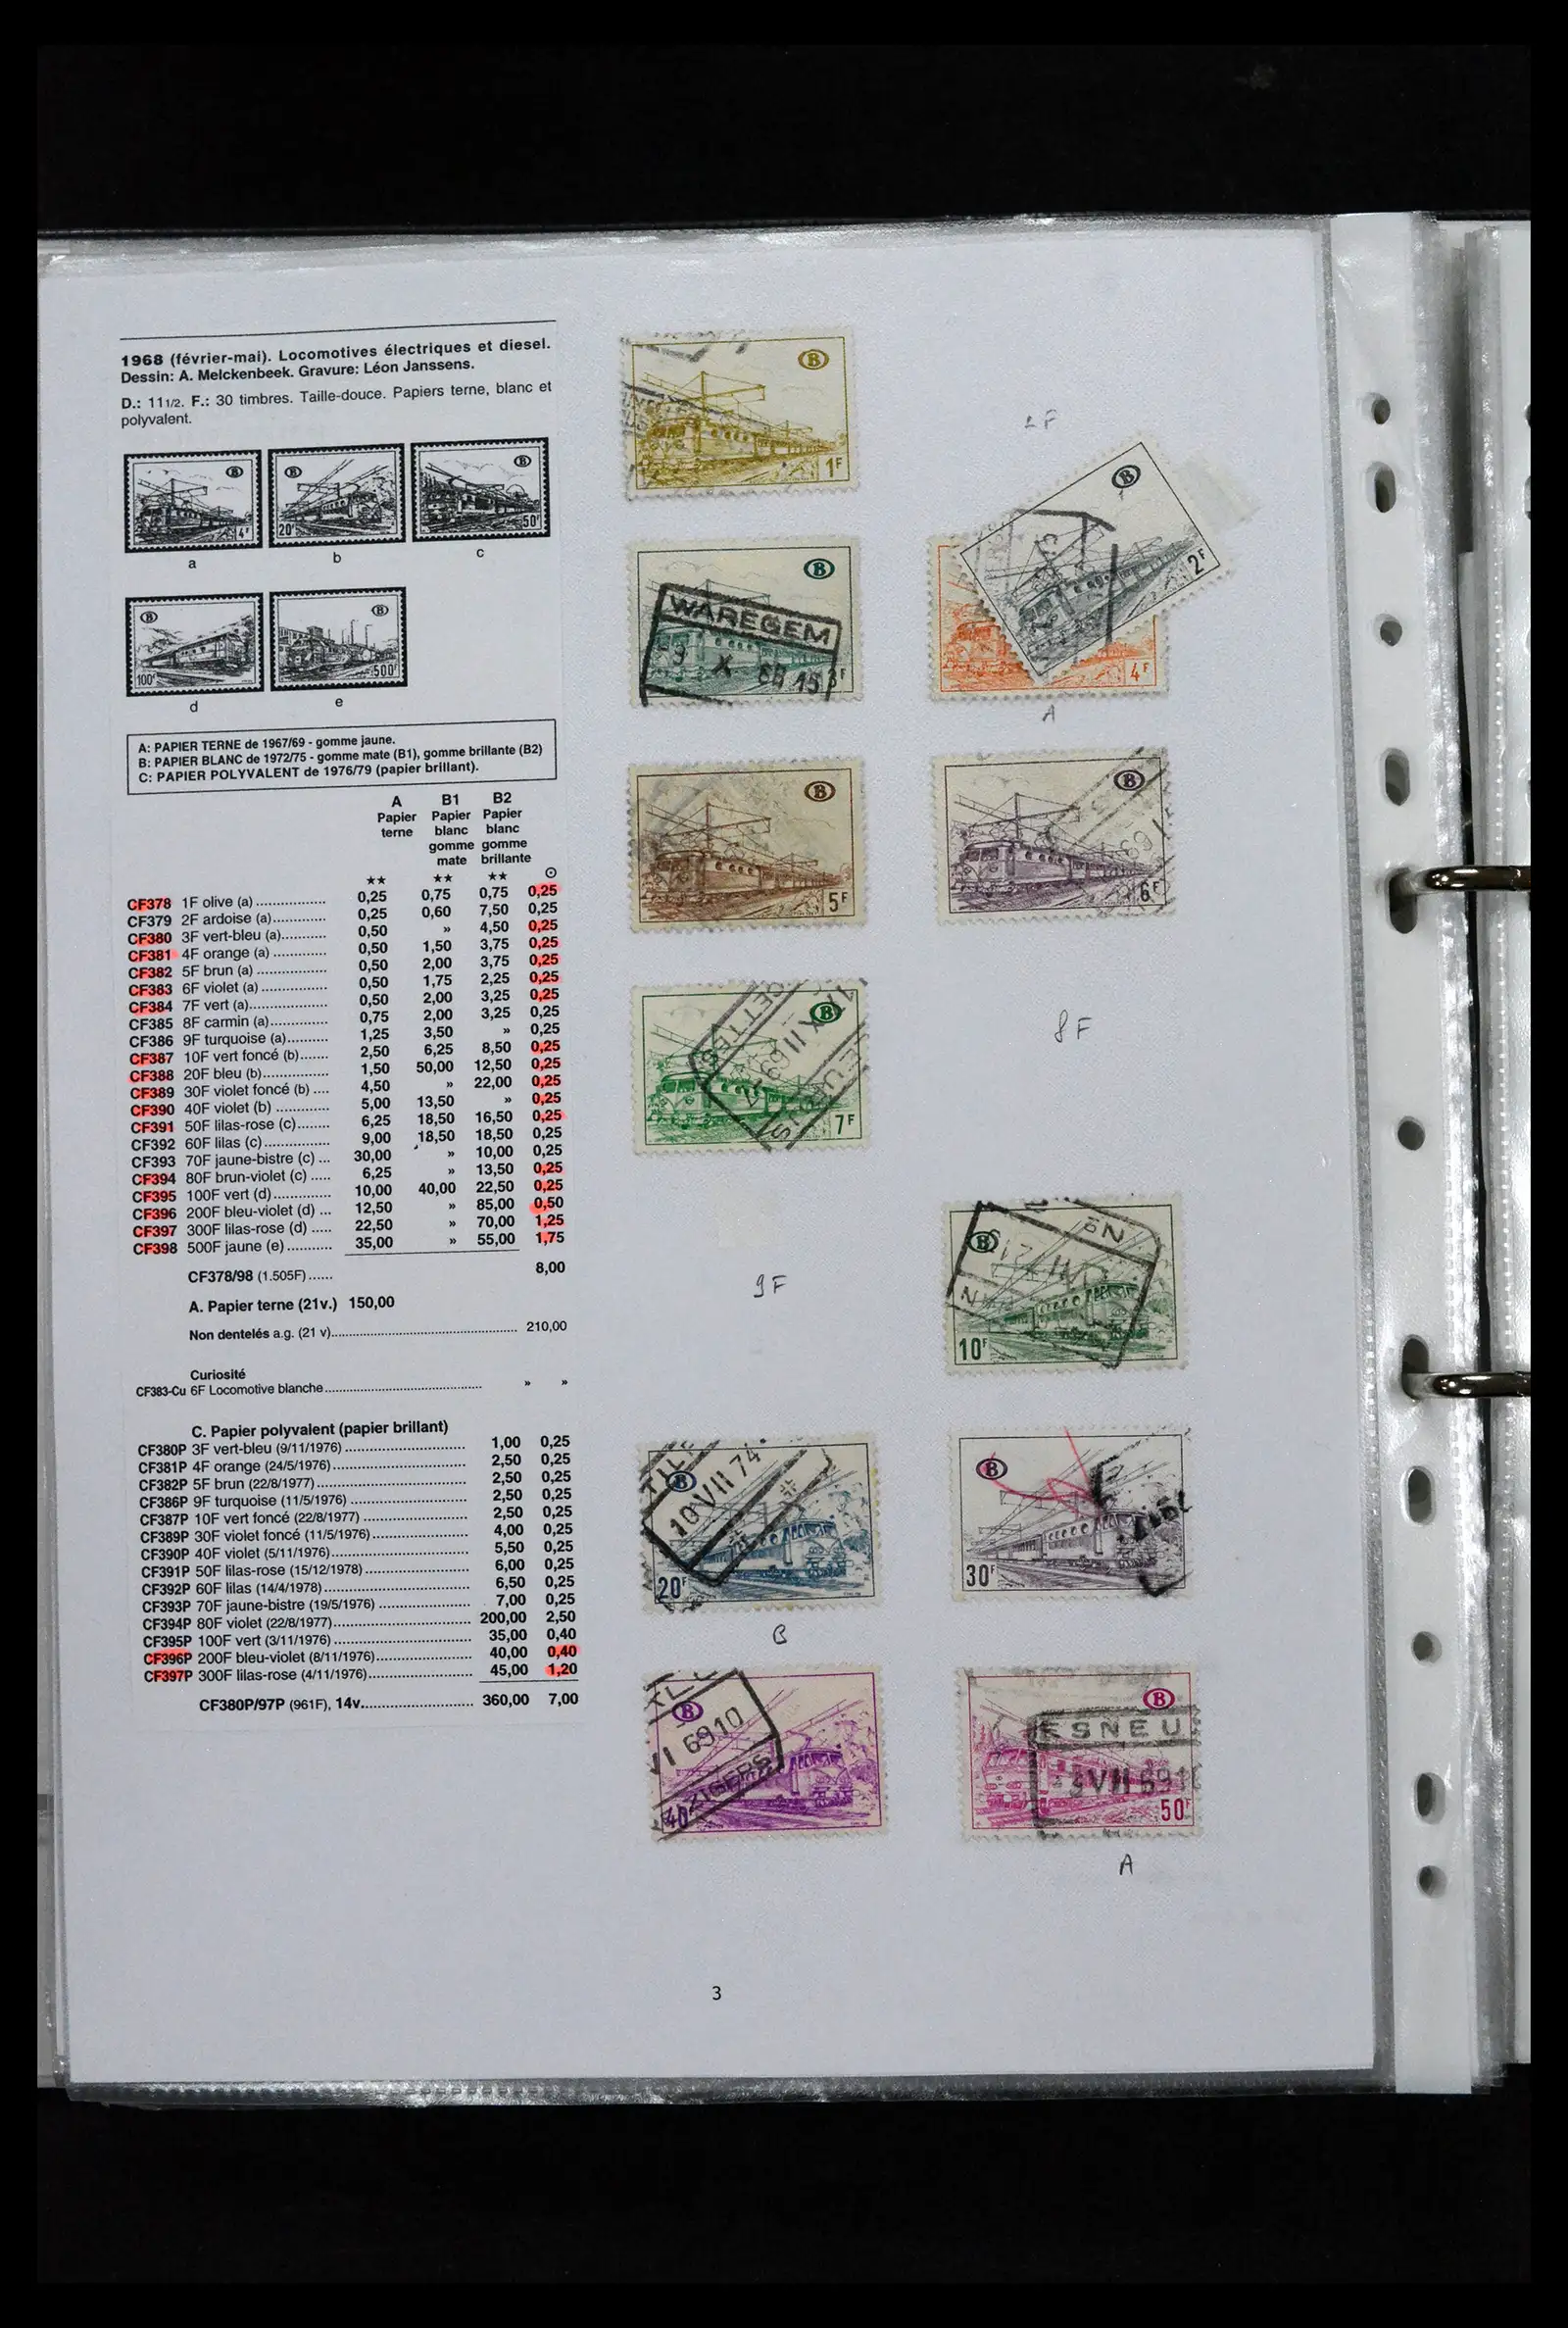 1968 (février-mai). Locomotives électriques et diesel.
Dessin: A. Melckenbeek. Gravure: Léon Janssens.
D.: 11 1/2. F.: 30 timbres. Taille-douce. Papiers terne, blanc et
polyvalent.
B 4F
B 20F
B 50F
a b c
B 100F
B 500F
d e
A: PAPIER TERNE de 1967/69 - gomme jaune.
B: PAPIER BLANC de 1972/75 - gomme mate (B1), gomme brillante (B2)
C: PAPIER POLYVALENT de 1976/79 (papier brillant).
A B1 B2
Papier Papier Papier
terne blanc blanc
gomme gomme
mate brillante
★★ ★★ ★★ ⊙
CF378 1F olive (a) ................. 0,25 0,75 0,75 0,25
CF379 2F ardoise (a)............. 0,25 0,60 7,50 0,25
CF380 3F vert-bleu (a)........... 0,50 » 4,50 0,25
CF381 4F orange (a) ............. 0,50 1,50 3,75 0,25
CF382 5F brun (a) ................. 0,50 2,00 3,75 0,25
CF383 6F violet (a) ................ 0,50 1,75 2,25 0,25
CF384 7F vert (a)................... 0,50 2,00 3,25 0,25
CF385 8F carmin (a).............. 0,75 2,00 3,25 0,25
CF386 9F turquoise (a).......... 1,25 3,50 » 0,25
CF387 10F vert foncé (b)....... 2,50 6,25 8,50 0,25
CF388 20F bleu (b)................ 1,50 50,00 12,50 0,25
CF389 30F violet foncé (b) .... 4,50 » 22,00 0,25
CF390 40F violet (b) ............. 5,00 13,50 » 0,25
CF391 50F lilas-rose (c)........ 6,25 18,50 16,50 0,25
CF392 60F lilas (c)................ 9,00 18,50 18,50 0,25
CF393 70F jaune-bistre (c) ... 30,00 » 10,00 0,25
CF394 80F brun-violet (c) ..... 6,25 » 13,50 0,25
CF395 100F vert (d).............. 10,00 40,00 22,50 0,25
CF396 200F bleu-violet (d) ... 12,50 » 85,00 0,50
CF397 300F lilas-rose (d) ..... 22,50 » 70,00 1,25
CF398 500F jaune (e)........... 35,00 » 55,00 1,75
CF378/98 (1.505F)...... 8,00
A. Papier terne (21v.) 150,00
Non dentelés a.g. (21 v)..................................................... 210,00
Curiosité
CF383-Cu 6F Locomotive blanche............................................ » »
C. Papier polyvalent (papier brillant)
CF380P 3F vert-bleu (9/11/1976) ............................. 1,00 0,25
CF381P 4F orange (24/5/1976)................................ 2,50 0,25
CF382P 5F brun (22/8/1977)..................................... 2,50 0,25
CF386P 9F turquoise (11/5/1976) ............................ 2,50 0,25
CF387P 10F vert foncé (22/8/1977) .......................... 2,50 0,25
CF389P 30F violet foncé (11/5/1976)........................ 4,00 0,25
CF390P 40F violet (5/11/1976)................................. 5,50 0,25
CF391P 50F lilas-rose (15/12/1978) ......................... 6,00 0,25
CF392P 60F lilas (14/4/1978).................................... 6,50 0,25
CF393P 70F jaune-bistre (19/5/1976) ...................... 7,00 0,25
CF394P 80F violet (22/8/1977)................................. 200,00 2,50
CF395P 100F vert (3/11/1976) ................................. 35,00 0,40
CF396P 200F bleu-violet (8/11/1976)....................... 40,00 0,40
CF397P 300F lilas-rose (4/11/1976)......................... 45,00 1,20
CF380P/97P (961F), 14v........................... 360,00 7,00
B
1F
2F
B
2F
B
WAREGEM
-9 X 68 15
3F
4F
A
B
5F
B
6F
B
XII 69
7F
8F
9F
B
10F
B
10 VII 74
20F
B
B
30F
B
VI 6910
40
B
ESNEU
VII 691
50F
A
3